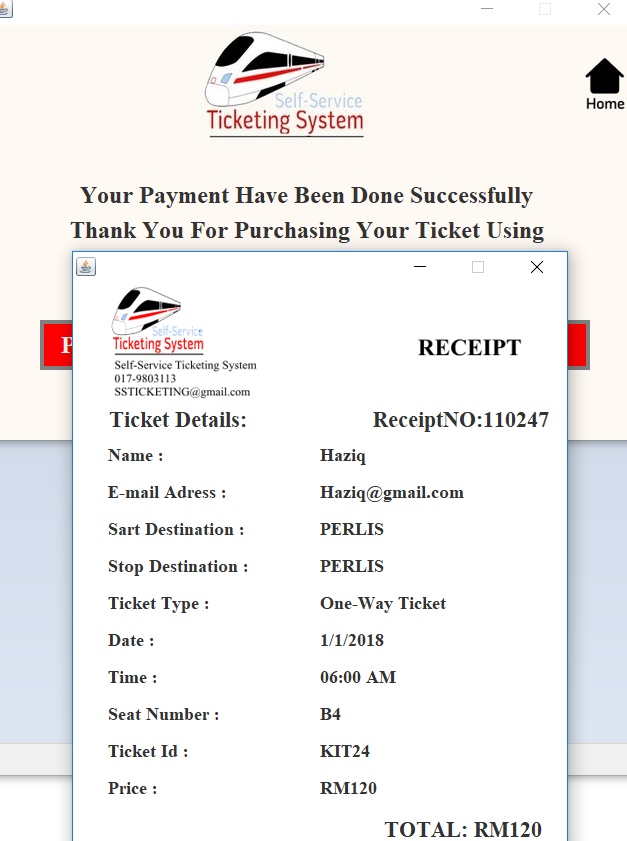 Self-Service
Ticketing System
Home
Your Payment Have Been Done Successfully
Thank You For Purchasing Your Ticket Using
P
Self-Service
Ticketing System
RECEIPT
Self-Service Ticketing System
017-9803113
SSTICKETING@gmail.com
Ticket Details: ReceiptNO:110247
Name : Haziq
E-mail Adress : Haziq@gmail.com
Sart Destination : PERLIS
Stop Destination : PERLIS
Ticket Type : One-Way Ticket
Date : 1/1/2018
Time : 06:00 AM
Seat Number : B4
Ticket Id : KIT24
Price : RM120
TOTAL: RM120